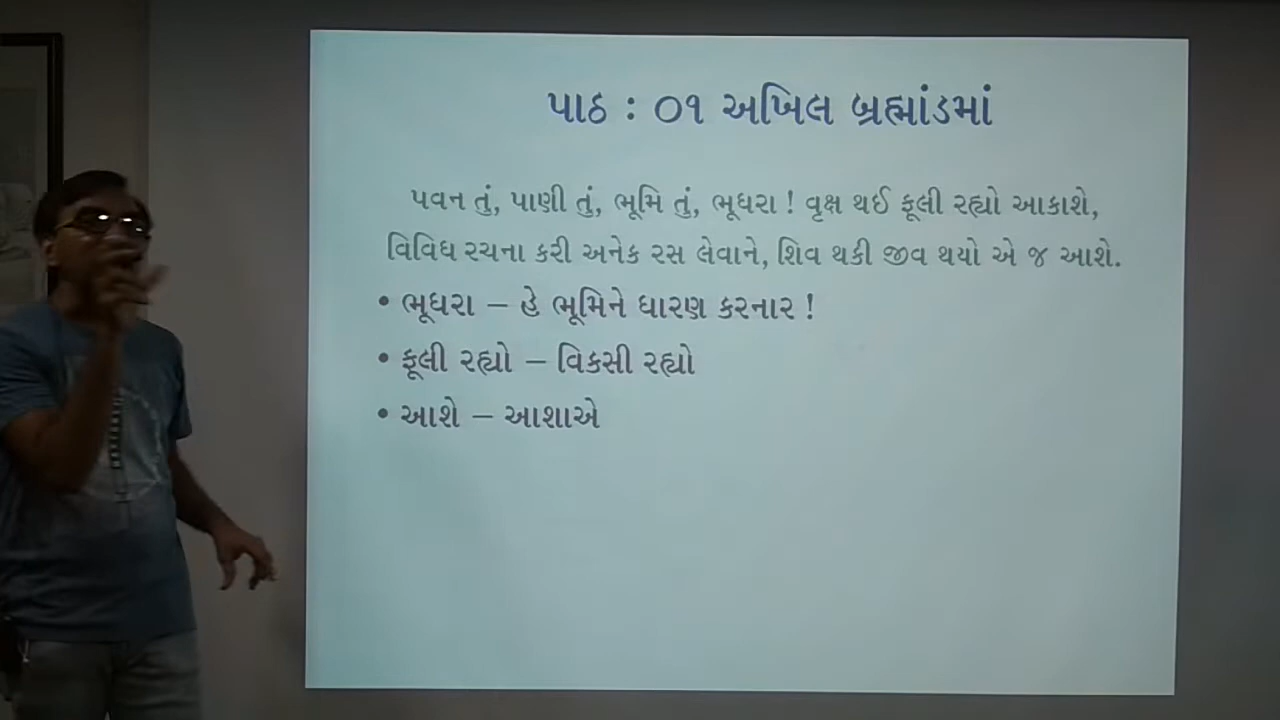 પાઠ : ૦૧ અખિલ બ્રહ્માંડમાં
પવન તું, પાણી તું, ભૂમિ તું, ભૂધરા ! વૃક્ષ થઈ ફૂલી રહ્યો આકાશે,
વિવિધ રચના કરી અનેક રસ લેવાને, શિવ થકી જીવ થયો એ જ આશે.
• ભૂધરા – હે ભૂમિને ધારણ કરનાર !
• ફૂલી રહ્યો – વિકસી રહ્યો
• આશે – આશાએ